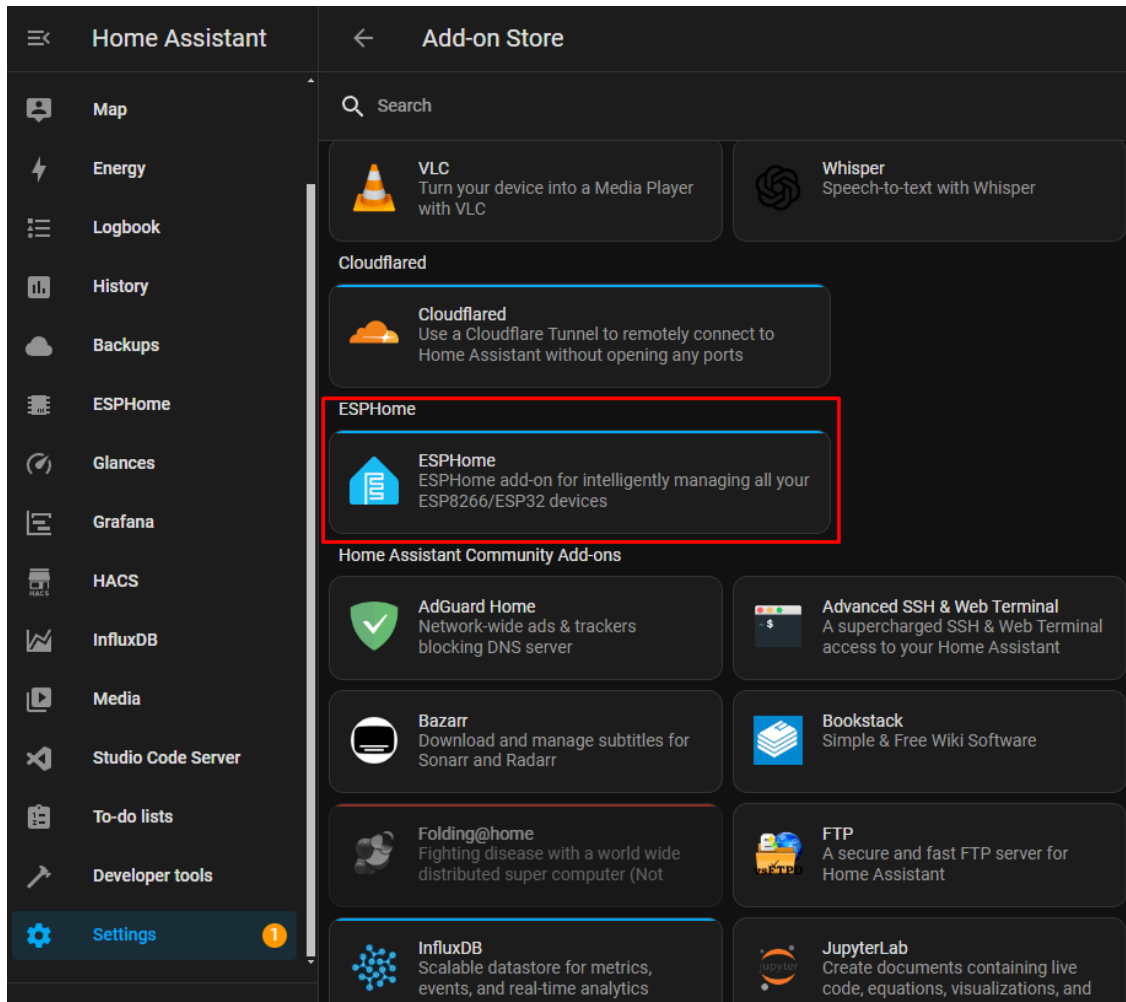 Home Assistant
Add-on Store
Map
Energy
Logbook
History
Backups
ESPHome
Glances
Grafana
HACS
HACS
InfluxDB
Media
Studio Code Server
To-do lists
Developer tools
Settings
1
Search
VLC
Turn your device into a Media Player
with VLC
Whisper
Speech-to-text with Whisper
Cloudflared
Cloudflared
Use a Cloudflare Tunnel to remotely connect to
Home Assistant without opening any ports
ESPHome
ESPHome
ESPHome add-on for intelligently managing all your
ESP8266/ESP32 devices
Home Assistant Community Add-ons
AdGuard Home
Network-wide ads & trackers
blocking DNS server
$
Advanced SSH & Web Terminal
A supercharged SSH & Web Terminal
access to your Home Assistant
Bazarr
Download and manage subtitles for
Sonarr and Radarr
Bookstack
Simple & Free Wiki Software
Folding@home
Fighting disease with a world wide
distributed super computer (Not
vsFTPD
FTP
A secure and fast FTP server for
Home Assistant
InfluxDB
Scalable datastore for metrics,
events, and real-time analytics
jupyter
JupyterLab
Create documents containing live
code, equations, visualizations, and